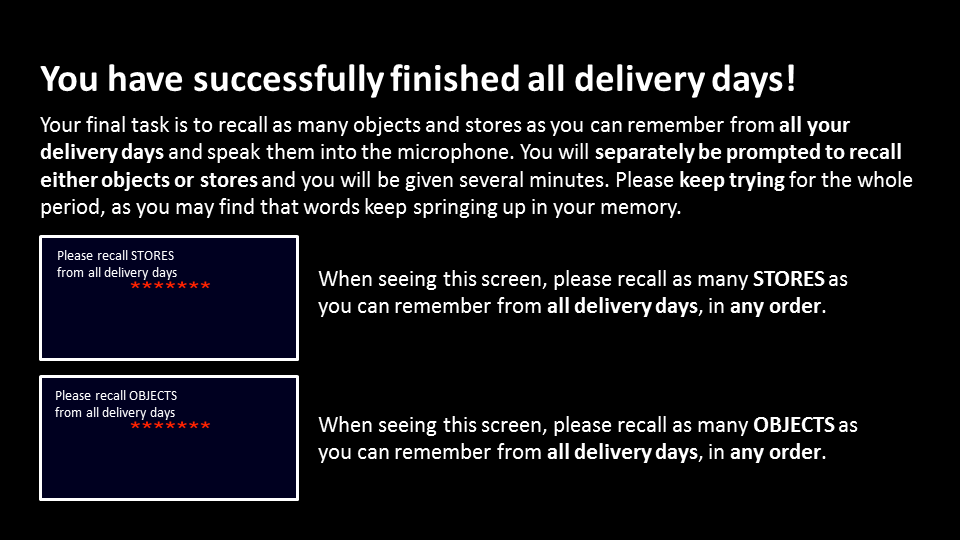 You have successfully finished all delivery days!
Your final task is to recall as many objects and stores as you can remember from all your
delivery days and speak them into the microphone. You will separately be prompted to recall
either objects or stores and you will be given several minutes. Please keep trying for the whole
period, as you may find that words keep springing up in your memory.
Please recall STORES
from all delivery days
*******
When seeing this screen, please recall as many STORES as
you can remember from all delivery days, in any order.
Please recall OBJECTS
from all delivery days
*******
When seeing this screen, please recall as many OBJECTS as
you can remember from all delivery days, in any order.